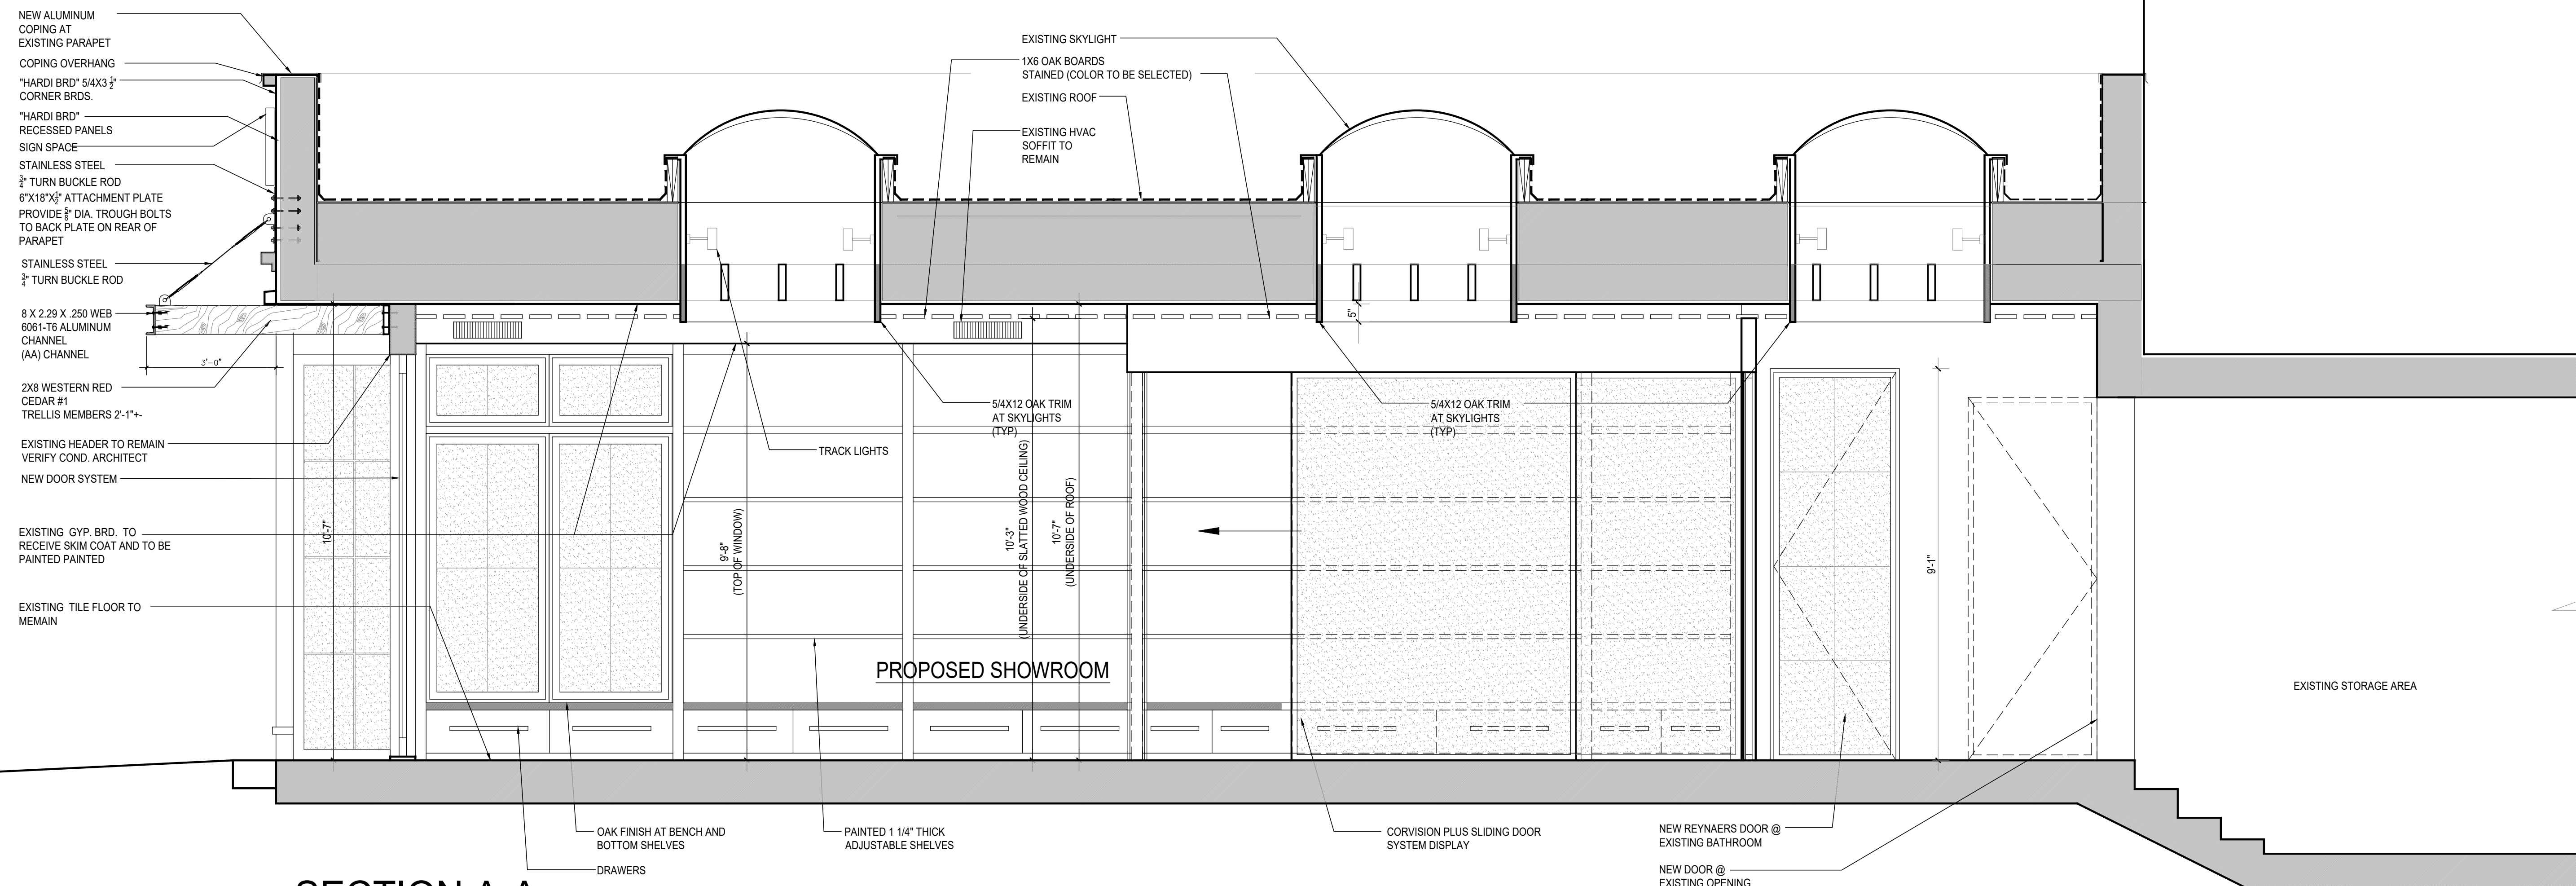 NEW ALUMINUM
COPING AT
EXISTING PARAPET
COPING OVERHANG
"HARDI BRD" 5/4X3 1/2"
CORNER BRDS.
"HARDI BRD"
RECESSED PANELS
SIGN SPACE
STAINLESS STEEL
3/4" TURN BUCKLE ROD
6"X18"X1/2" ATTACHMENT PLATE
PROVIDE 5/8" DIA. TROUGH BOLTS
TO BACK PLATE ON REAR OF
PARAPET
STAINLESS STEEL
3/4" TURN BUCKLE ROD
8 X 2.29 X .250 WEB
6061-T6 ALUMINUM
CHANNEL
(AA) CHANNEL
3'-0"
2X8 WESTERN RED
CEDAR #1
TRELLIS MEMBERS 2'-1"+-
EXISTING HEADER TO REMAIN
VERIFY COND. ARCHITECT
NEW DOOR SYSTEM
EXISTING GYP. BRD. TO
RECEIVE SKIM COAT AND TO BE
PAINTED PAINTED
EXISTING TILE FLOOR TO
MEMAIN
EXISTING SKYLIGHT
1X6 OAK BOARDS
STAINED (COLOR TO BE SELECTED)
EXISTING ROOF
EXISTING HVAC
SOFFIT TO
REMAIN
5"
5/4X12 OAK TRIM
AT SKYLIGHTS
(TYP)
5/4X12 OAK TRIM
AT SKYLIGHTS
(TYP)
TRACK LIGHTS
10'-7"
9'-8"
(TOP OF WINDOW)
10'-3"
(UNDERSIDE OF SLATTED WOOD CEILING)
10'-7"
(UNDERSIDE OF ROOF)
9'-1"
PROPOSED SHOWROOM
EXISTING STORAGE AREA
OAK FINISH AT BENCH AND
BOTTOM SHELVES
DRAWERS
PAINTED 1 1/4" THICK
ADJUSTABLE SHELVES
CORVISION PLUS SLIDING DOOR
SYSTEM DISPLAY
NEW REYNAERS DOOR @
EXISTING BATHROOM
NEW DOOR @
EXISTING OPENING
SECTION A-A